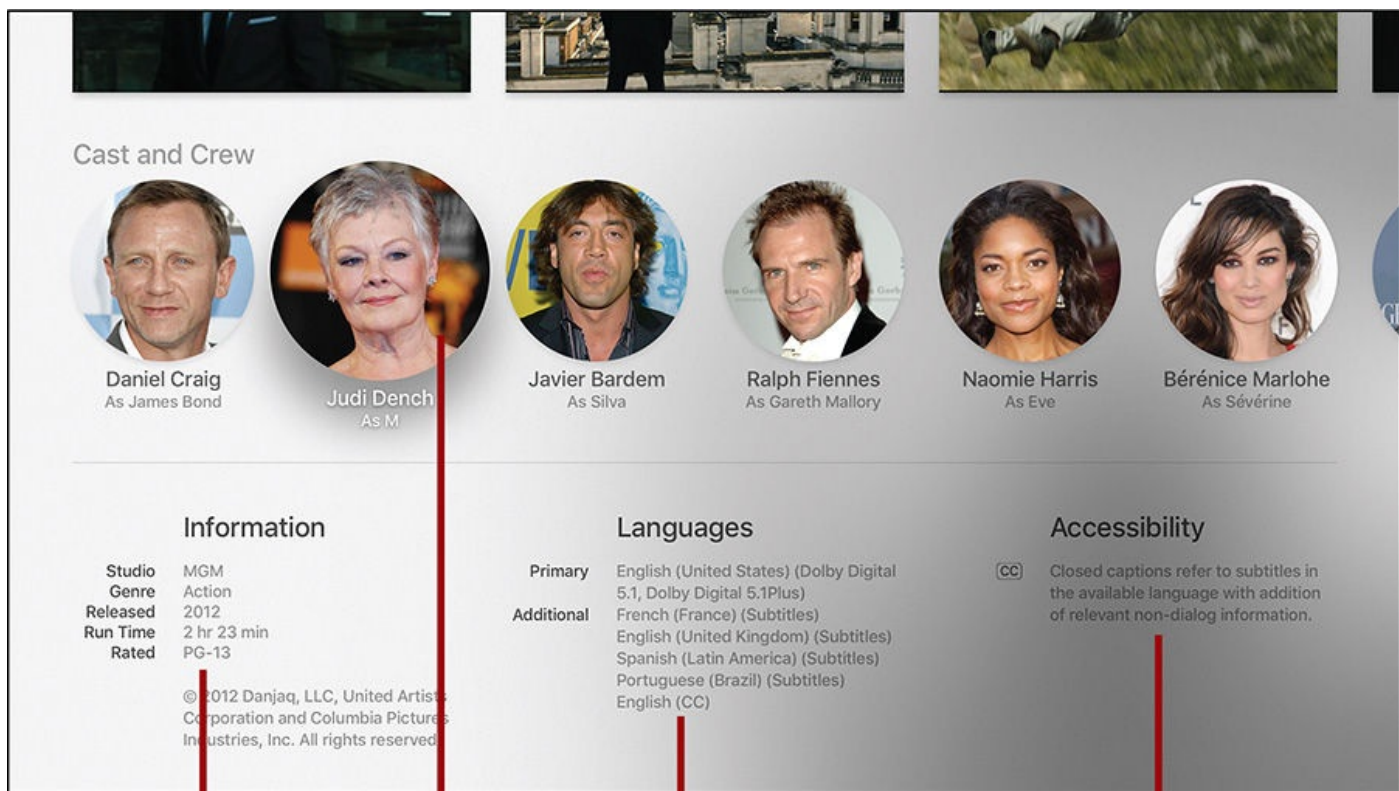 Cast and Crew
Daniel Craig
As James Bond
Judi Dench
As M
Javier Bardem
As Silva
Ralph Fiennes
As Gareth Mallory
Naomie Harris
As Eve
Bérénice Marlohe
As Sévérine
Information
Studio MGM
Genre Action
Released 2012
Run Time 2 hr 23 min
Rated PG-13
© 2012 Danjaq, LLC, United Artists
Corporation and Columbia Pictures
Industries, Inc. All rights reserved
Languages
Primary English (United States) (Dolby Digital
5.1, Dolby Digital 5.1Plus)
Additional French (France) (Subtitles)
English (United Kingdom) (Subtitles)
Spanish (Latin America) (Subtitles)
Portuguese (Brazil) (Subtitles)
English (CC)
Accessibility
CC Closed captions refer to subtitles in
the available language with addition
of relevant non-dialog information.